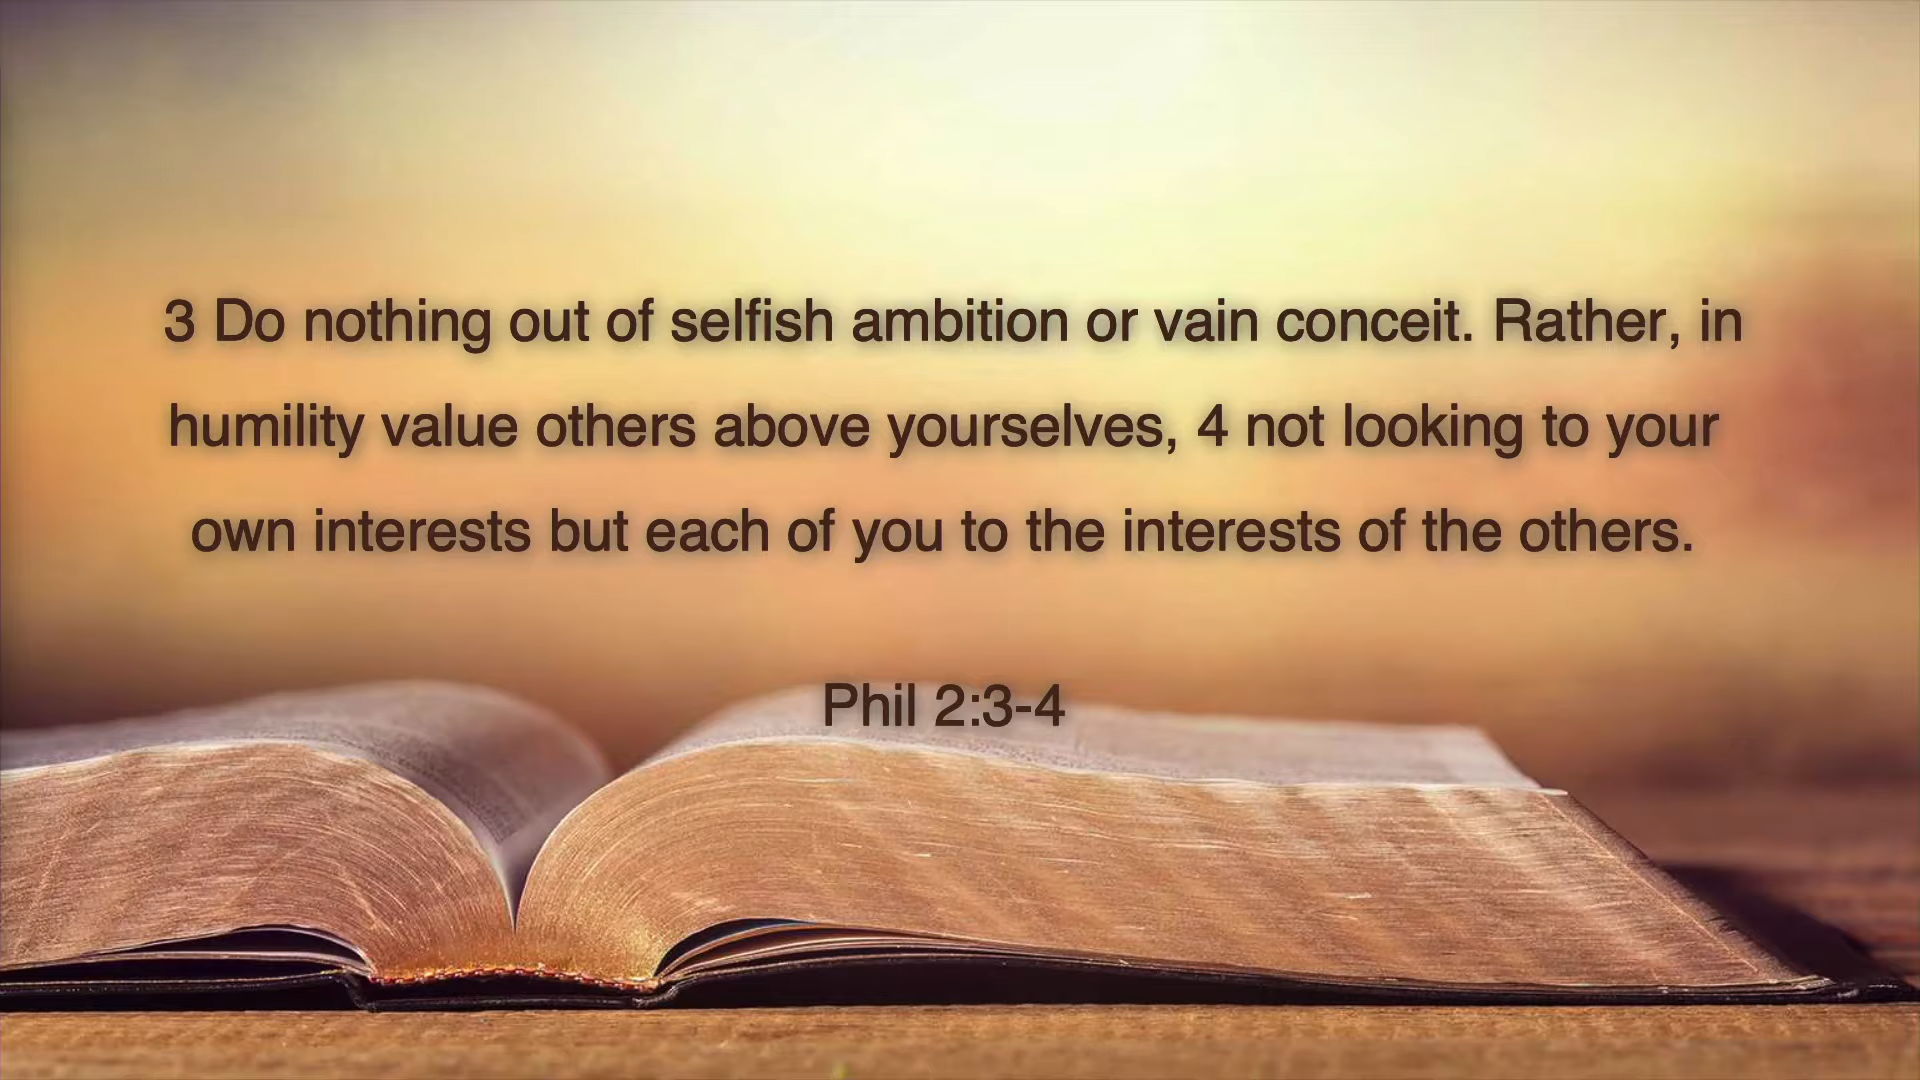 3 Do nothing out of selfish ambition or vain conceit. Rather, in
humility value others above yourselves, 4 not looking to your
own interests but each of you to the interests of the others.
Phil 2:3-4